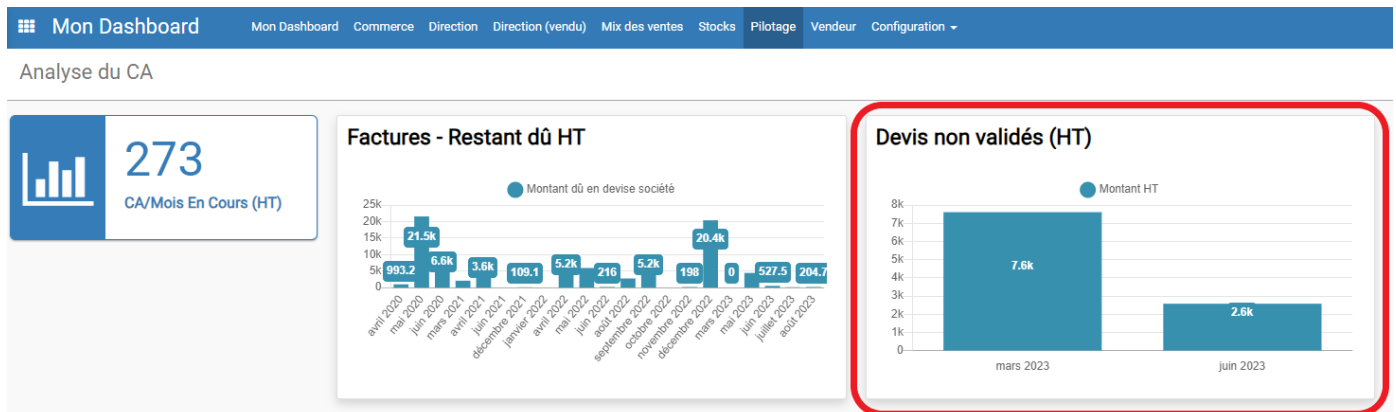 Mon Dashboard
Mon Dashboard Commerce Direction Direction (vendu) Mix des ventes Stocks Pilotage Vendeur Configuration
Analyse du CA
273
CA/Mois En Cours (HT)
Factures - Restant dû HT
Montant dû en devise société
25k
20k
15k
10k
5k
0
993.2
21.5k
6.6k
3.6k
109.1
5.2k
216
5.2k
198
20.4k
0
527.5
204.7
avril 2020
mai 2020
juin 2020
mars 2021
avril 2021
juin 2021
décembre 2021
janvier 2022
avril 2022
mai 2022
juin 2022
août 2022
septembre 2022
octobre 2022
novembre 2022
décembre 2022
mars 2023
mai 2023
juin 2023
juillet 2023
août 2023
Devis non validés (HT)
Montant HT
8k
7k
6k
5k
4k
3k
2k
1k
0
7.6k
2.6k
mars 2023
juin 2023